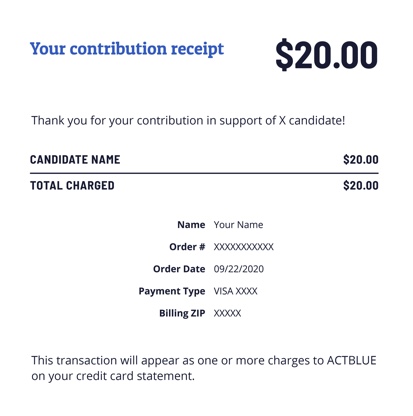 Your contribution receipt $20.00
Thank you for your contribution in support of X candidate!
CANDIDATE NAME $20.00
TOTAL CHARGED $20.00
Name Your Name
Order # XXXXXXXXXXX
Order Date 09/22/2020
Payment Type VISA XXXX
Billing ZIP XXXXX
This transaction will appear as one or more charges to ACTBLUE
on your credit card statement.